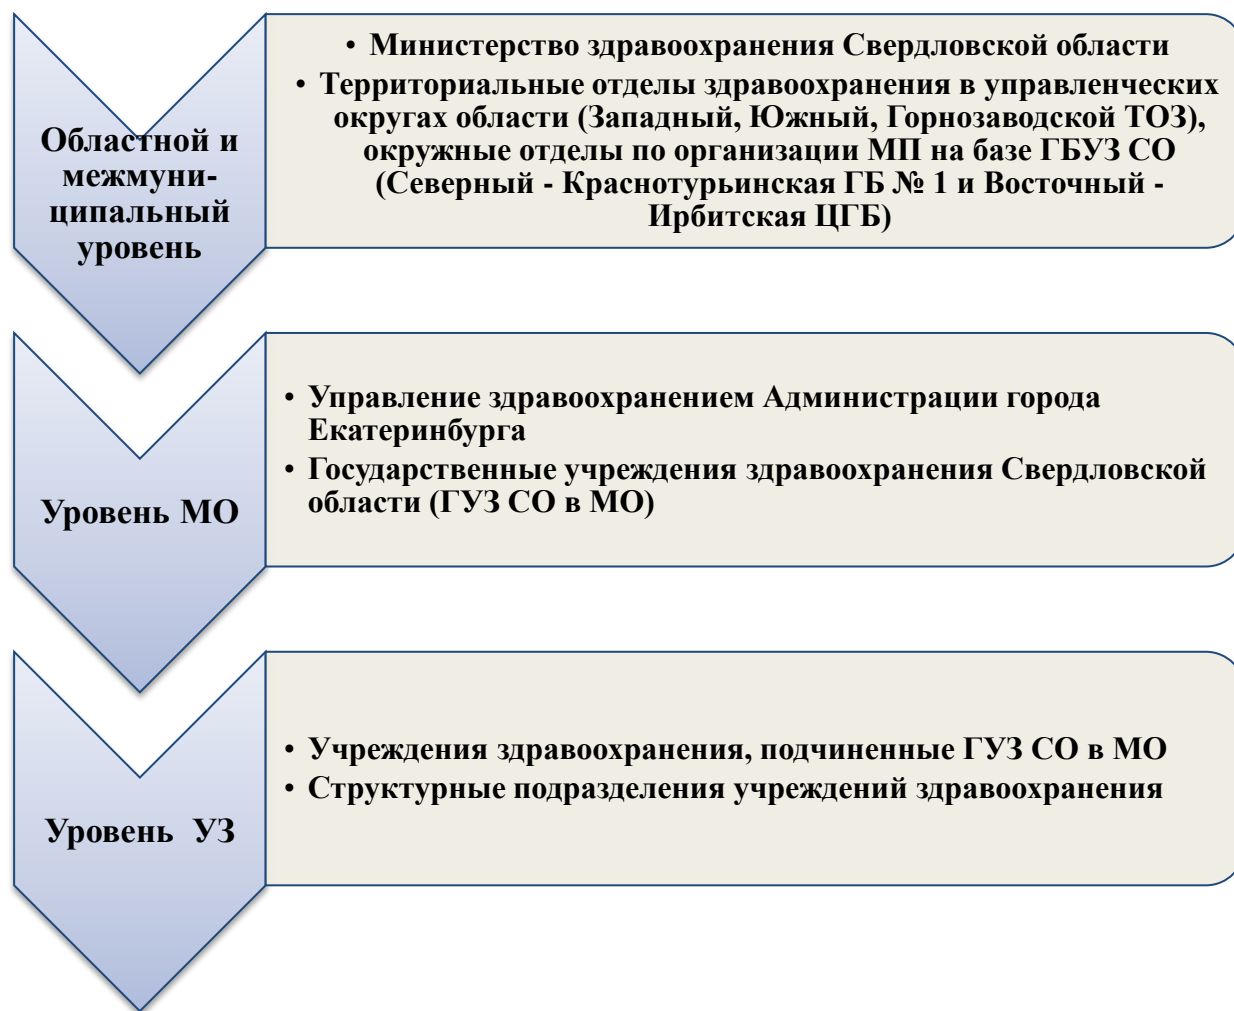 Областной и
межмуни-
ципальный
уровень
• Министерство здравоохранения Свердловской области
• Территориальные отделы здравоохранения в управленческих
округах области (Западный, Южный, Горнозаводской ТОЗ),
окружные отделы по организации МП на базе ГБУЗ СО
(Северный - Краснотурьинская ГБ № 1 и Восточный -
Ирбитская ЦГБ)
Уровень МО
• Управление здравоохранением Администрации города
Екатеринбурга
• Государственные учреждения здравоохранения Свердловской
области (ГУЗ СО в МО)
Уровень УЗ
• Учреждения здравоохранения, подчиненные ГУЗ СО в МО
• Структурные подразделения учреждений здравоохранения